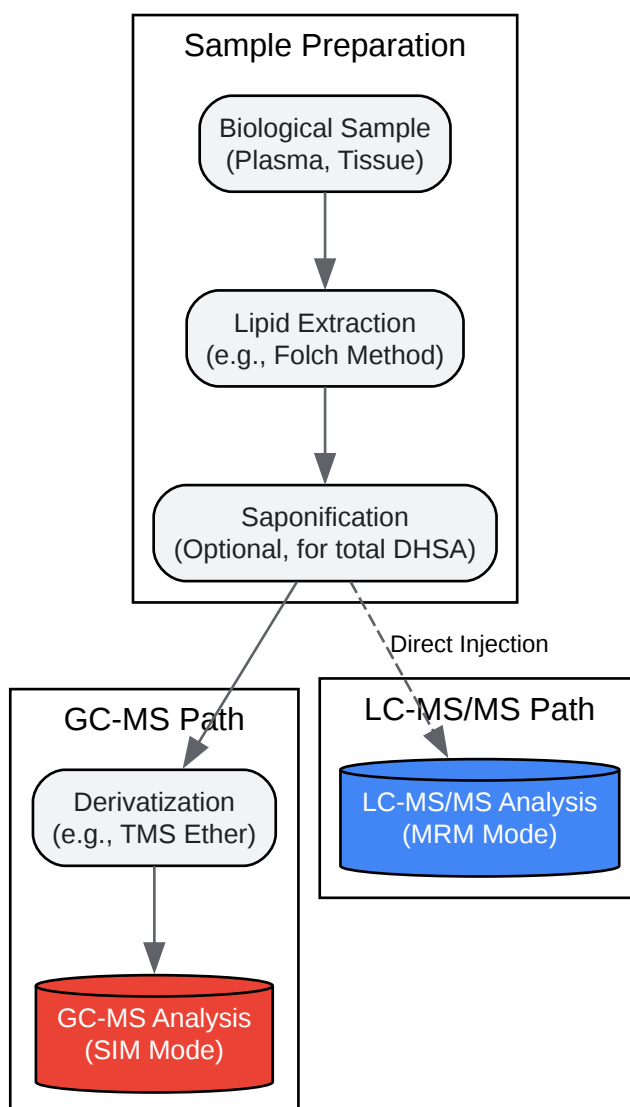 Sample Preparation
Biological Sample
(Plasma, Tissue)
Lipid Extraction
(e.g., Folch Method)
Saponification
(Optional, for total DHSA)
Direct Injection
GC-MS Path
Derivatization
(e.g., TMS Ether)
GC-MS Analysis
(SIM Mode)
LC-MS/MS Path
LC-MS/MS Analysis
(MRM Mode)